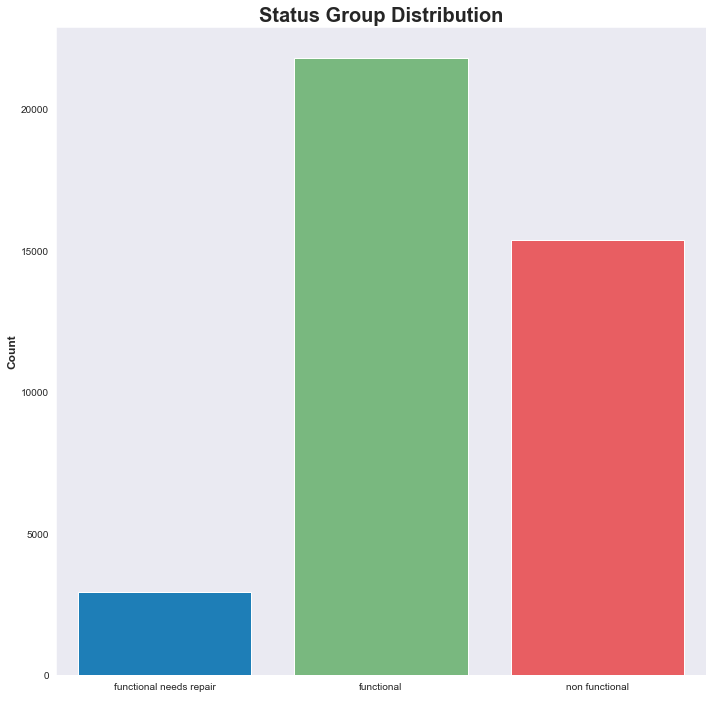 Status Group Distribution
Count
20000
15000
10000
5000
0
functional needs repair
functional
non functional